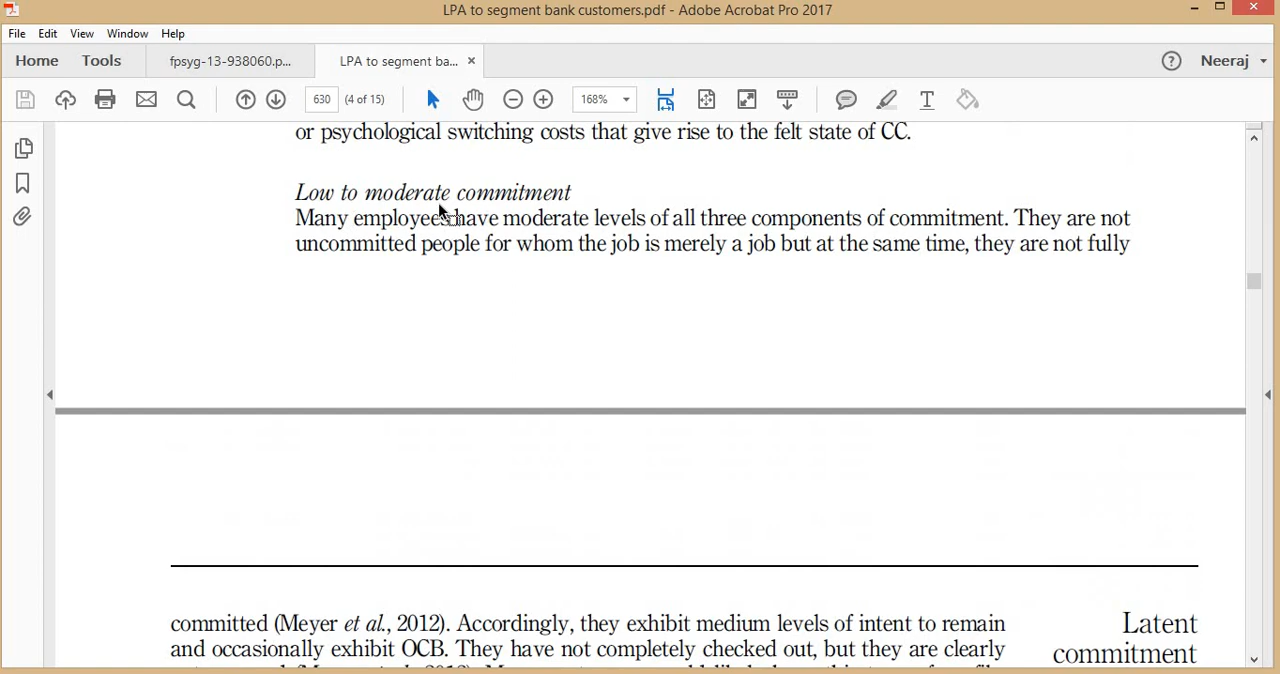 LPA to segment bank customers.pdf - Adobe Acrobat Pro 2017
File Edit View Window Help
Home Tools fpsyg-13-938060.p... LPA to segment ba... × Neeraj
630 (4 of 15) 168%
or psychological switching costs that give rise to the felt state of CC.
Low to moderate commitment
Many employees have moderate levels of all three components of commitment. They are not
uncommitted people for whom the job is merely a job but at the same time, they are not fully
committed (Meyer et al., 2012). Accordingly, they exhibit medium levels of intent to remain
and occasionally exhibit OCB. They have not completely checked out, but they are clearly
Latent
commitment